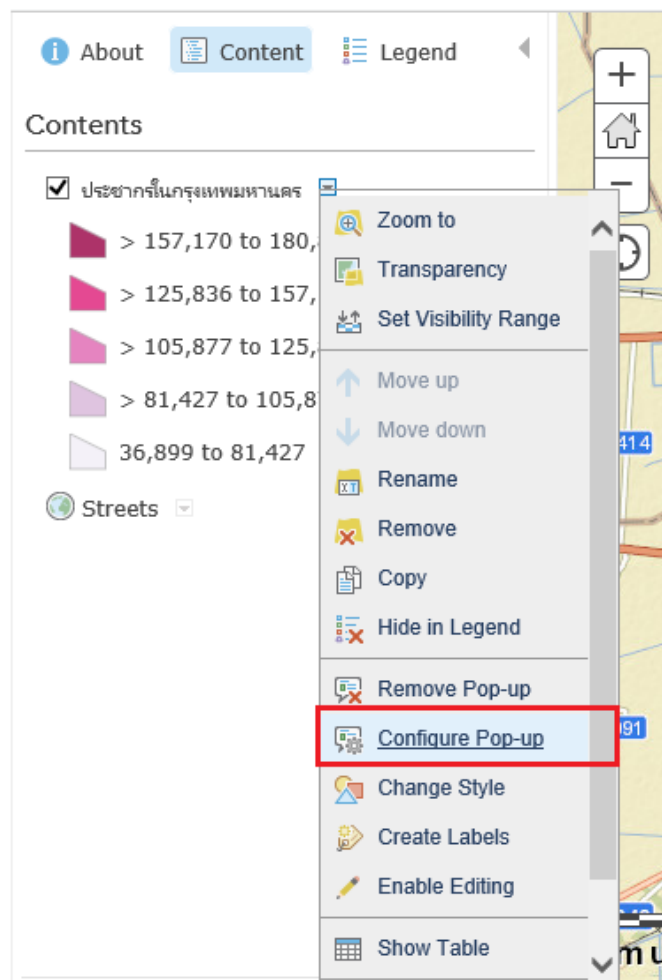 About Content Legend
Contents
ประชากรในกรุงเทพมหานคร
> 157,170 to 180,
> 125,836 to 157,
> 105,877 to 125,
> 81,427 to 105,8
36,899 to 81,427
Streets
Zoom to
Transparency
Set Visibility Range
Move up
Move down
Rename
Remove
Copy
Hide in Legend
Remove Pop-up
Configure Pop-up
Change Style
Create Labels
Enable Editing
Show Table
414
91